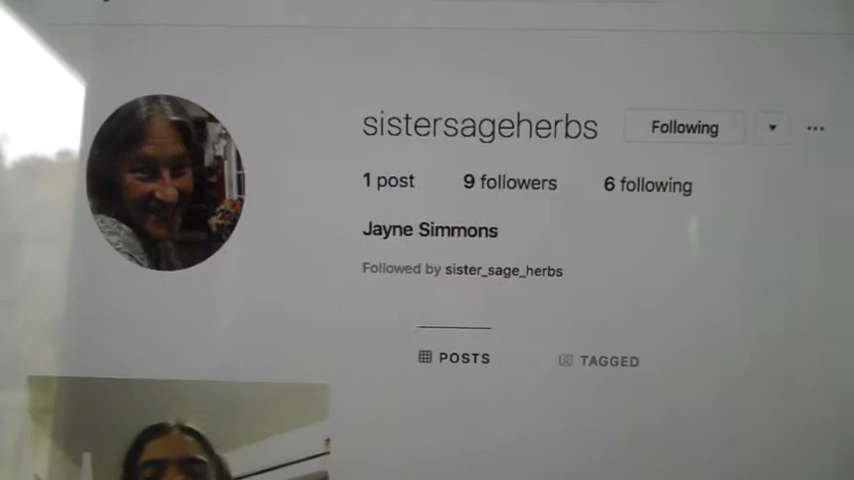 sistersageherbs Following
1 post 9 followers 6 following
Jayne Simmons
Followed by sister_sage_herbs
POSTS TAGGED